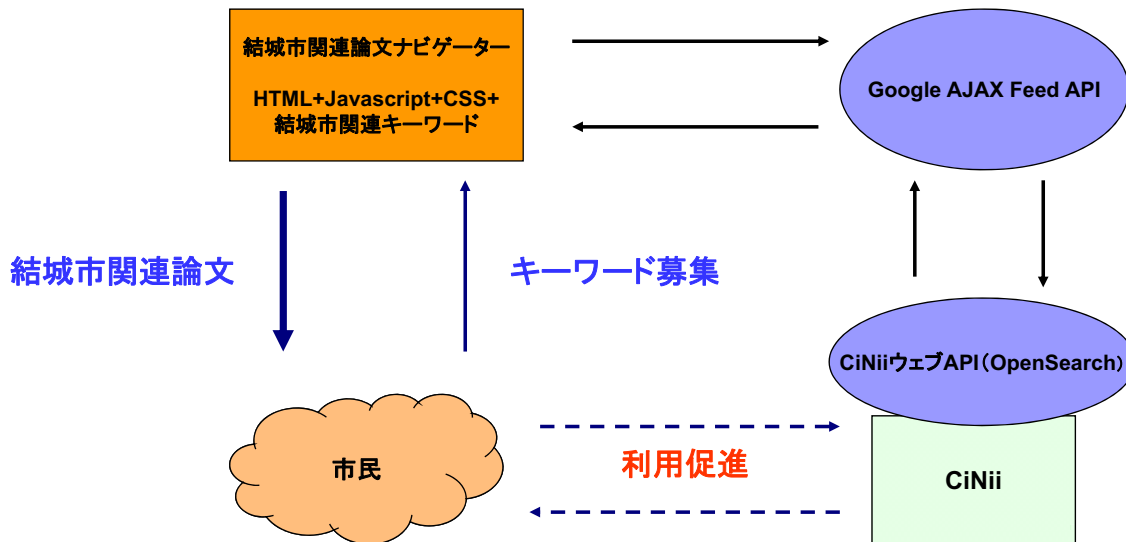 結城市関連論文ナビゲーター
HTML+Javascript+CSS+
結城市関連キーワード
Google AJAX Feed API
結城市関連論文
キーワード募集
CiNiiウェブAPI(OpenSearch)
市民
利用促進
CiNii